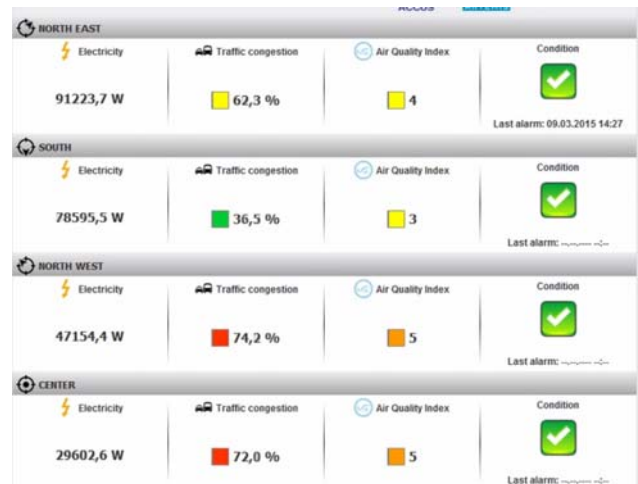 ACCUS
NORTH EAST
Electricity Traffic congestion Air Quality Index Condition
91223,7 W 62,3 % 4
Last alarm: 09.03.2015 14:27
SOUTH
Electricity Traffic congestion Air Quality Index Condition
78595,5 W 36,5 % 3
Last alarm: --.--.---- --:--
NORTH WEST
Electricity Traffic congestion Air Quality Index Condition
47154,4 W 74,2 % 5
Last alarm: --.--.---- --:--
CENTER
Electricity Traffic congestion Air Quality Index Condition
29602,6 W 72,0 % 5
Last alarm: --.--.---- --:--